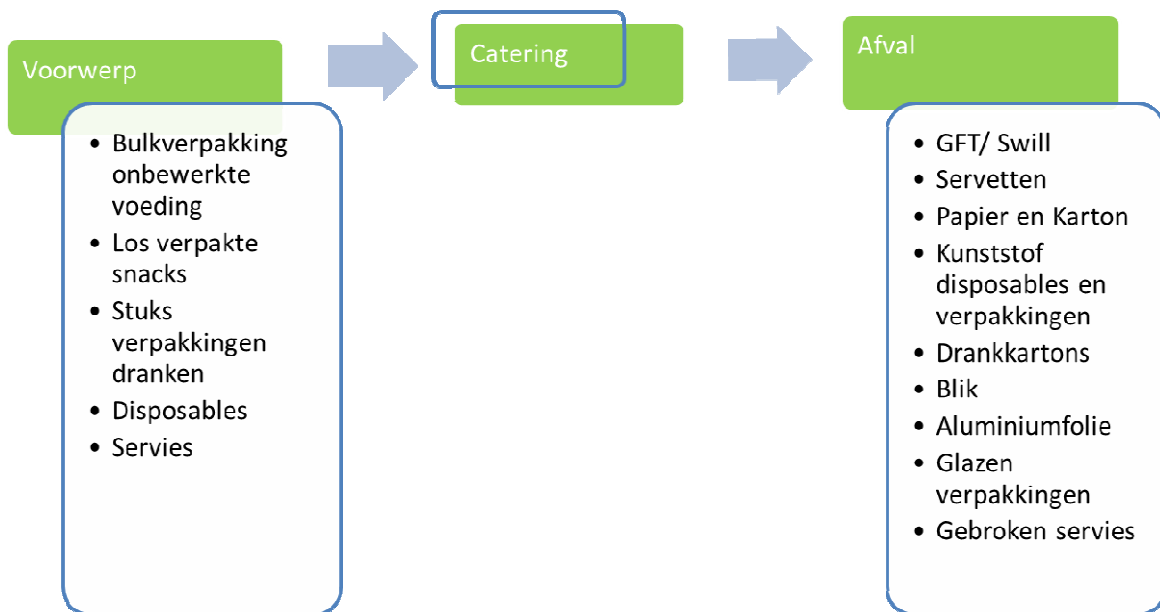 Voorwerp
• Bulkverpakking
onbewerkte
voeding
• Los verpakte
snacks
• Stuks
verpakkingen
dranken
• Disposables
• Servies
Catering
Afval
• GFT/ Swill
• Servetten
• Papier en Karton
• Kunststof
disposables en
verpakkingen
• Drankkartons
• Blik
• Aluminiumfolie
• Glazen
verpakkingen
• Gebroken servies